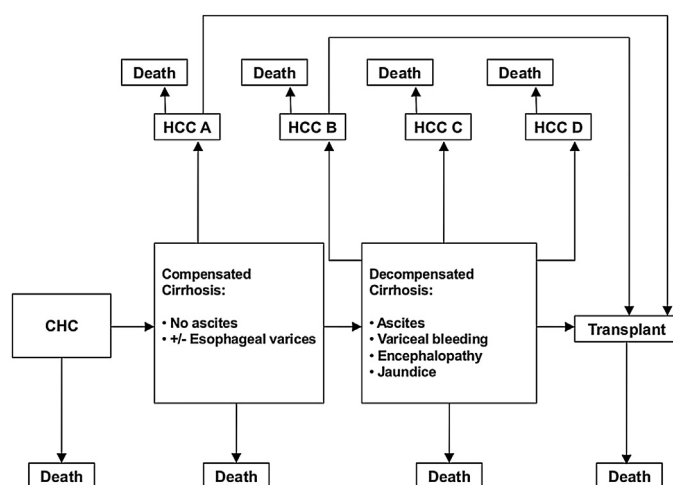 Death
Death
Death
Death
HCC A
HCC B
HCC C
HCC D
Compensated
Cirrhosis:
• No ascites
• +/- Esophageal varices
Decompensated
Cirrhosis:
• Ascites
• Variceal bleeding
• Encephalopathy
• Jaundice
CHC
Transplant
Death
Death
Death
Death